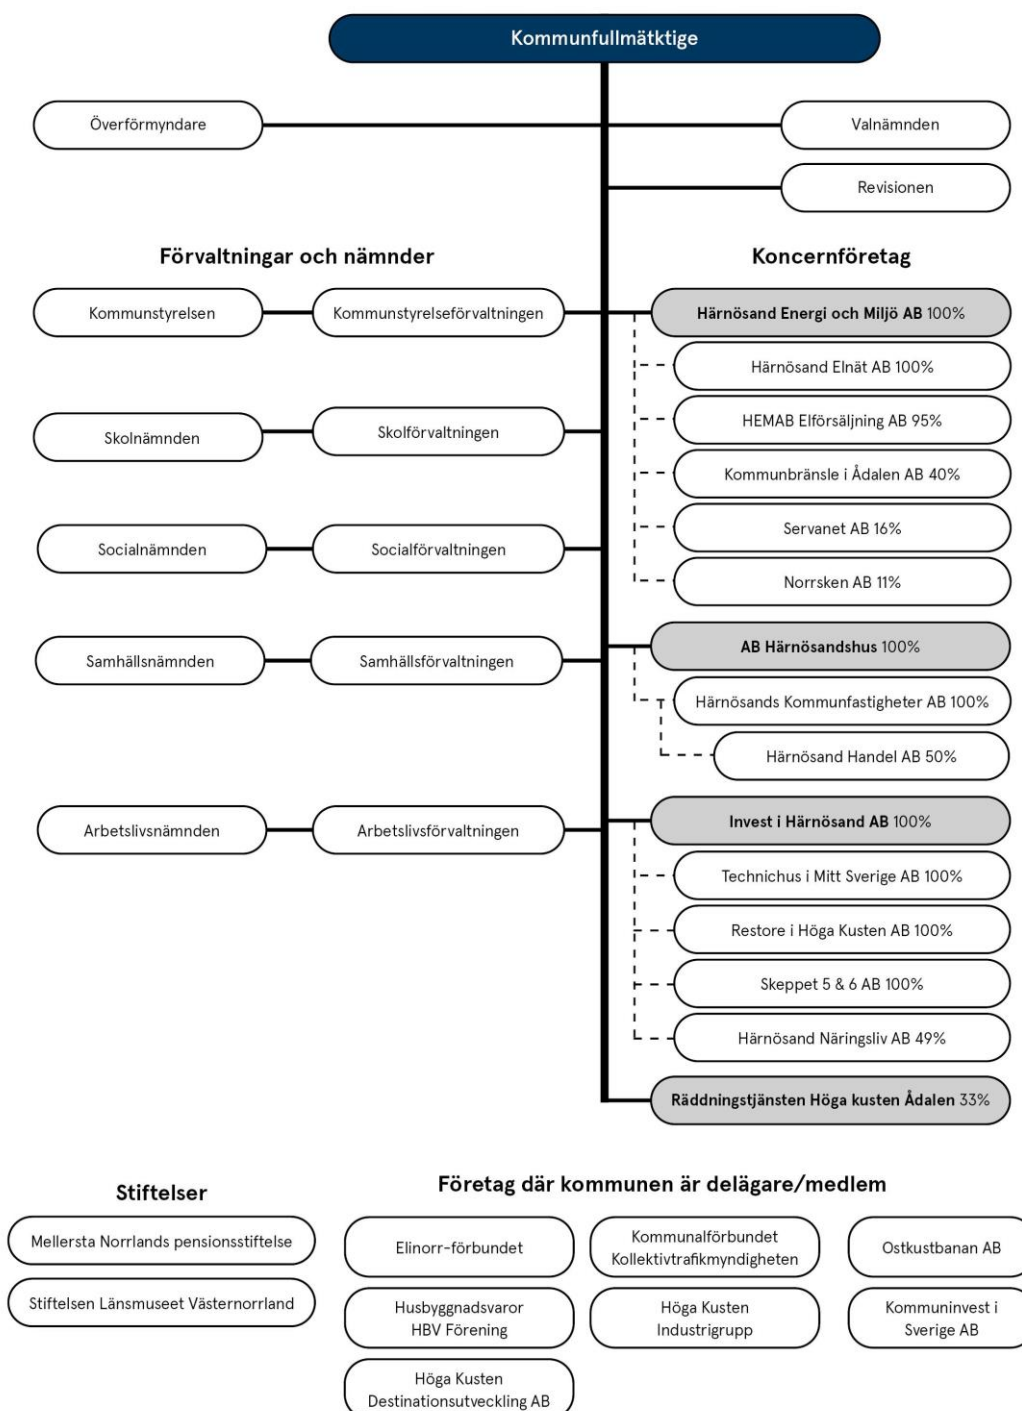 Kommunfullmätktige
Överförmyndare
Valnämnden
Revisionen
Förvaltningar och nämnder
Kommunstyrelsen
Kommunstyrelseförvaltningen
Skolnämnden
Skolförvaltningen
Socialnämnden
Socialförvaltningen
Samhällsnämnden
Samhällsförvaltningen
Arbetslivsnämnden
Arbetslivsförvaltningen
Koncernföretag
Härnösand Energi och Miljö AB 100%
Härnösand Elnät AB 100%
HEMAB Elförsäljning AB 95%
Kommunbränsle i Ådalen AB 40%
Servanet AB 16%
Norrsken AB 11%
AB Härnösandshus 100%
Härnösands Kommunfastigheter AB 100%
Härnösand Handel AB 50%
Invest i Härnösand AB 100%
Technichus i Mitt Sverige AB 100%
Restore i Höga Kusten AB 100%
Skeppet 5 & 6 AB 100%
Härnösand Näringsliv AB 49%
Räddningstjänsten Höga kusten Ådalen 33%
Stiftelser
Mellersta Norrlands pensionsstiftelse
Stiftelsen Länsmuseet Västernorrland
Företag där kommunen är delägare/medlem
Elinorr-förbundet
Kommunalförbundet
Kollektivtrafikmyndigheten
Ostkustbanan AB
Husbyggnadsvaror
HBV Förening
Höga Kusten
Industrigrupp
Kommuninvest i
Sverige AB
Höga Kusten
Destinationsutveckling AB